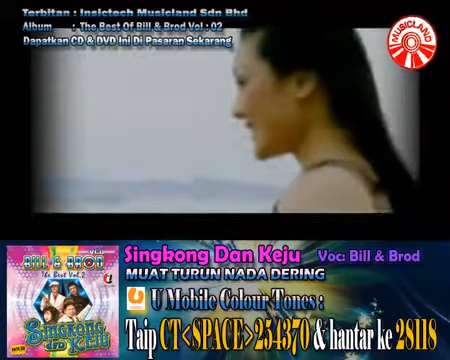 Terbitan : Insictech Musicland Sdn Bhd
Album : The Best Of Bill & Brod Vol : 02
Dapatkan CD & DVD Ini Di Pasaran Sekarang
MUSICLAND
VCD
BILL & BROD
The Best Vol.2
SINGKONG
dan KEJU
Singkong Dan Keju Voc: Bill & Brod
MUAT TURUN NADA DERING
U Mobile Colour Tones :
Taip CT<SPACE>254370 & hantar ke 28118